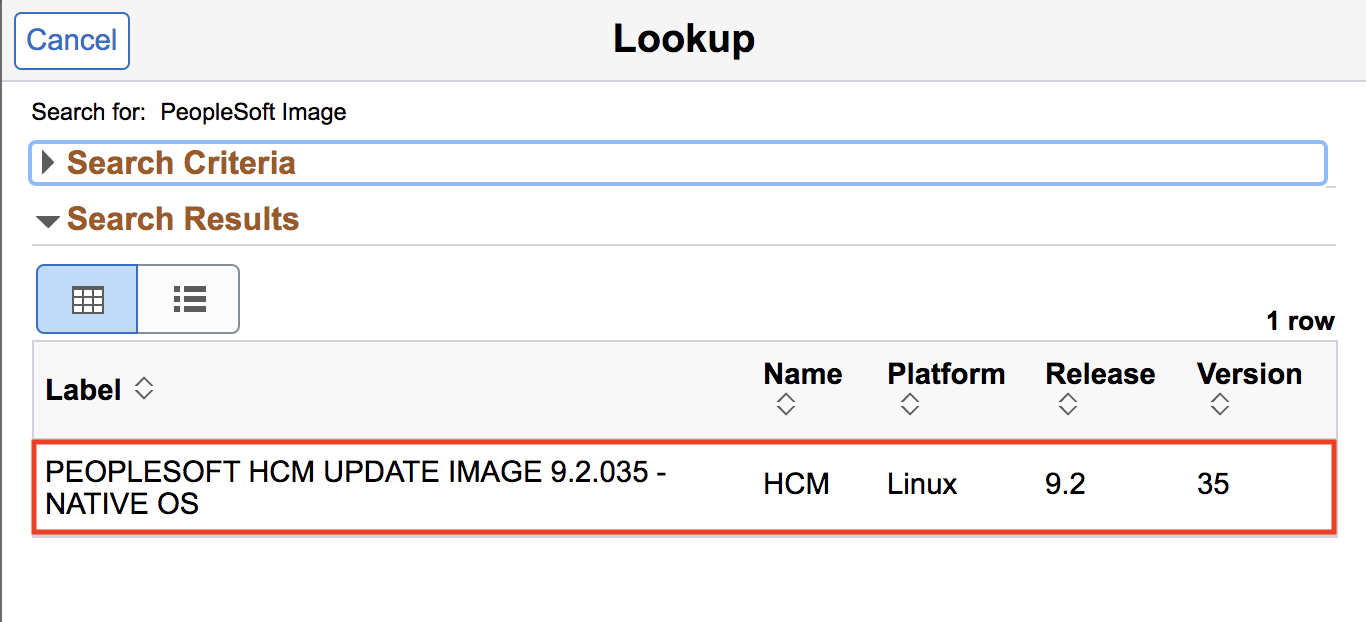 Cancel
Lookup
Search for: PeopleSoft Image
Search Criteria
Search Results
1 row
Label Name Platform Release Version
PEOPLESOFT HCM UPDATE IMAGE 9.2.035 - HCM Linux 9.2 35
NATIVE OS